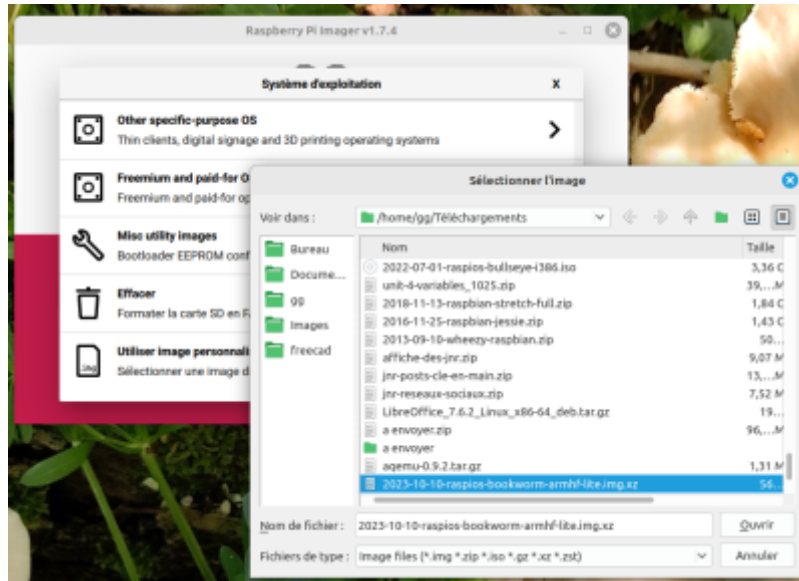 Raspberry Pi Imager v1.7.4
Système d'exploitation
X
Other specific-purpose OS
Thin clients, digital signage and 3D printing operating systems
Freemium and paid-for O
Freemium and paid-for op
Misc utility images
Bootloader EEPROM conf
Effacer
Formater la carte SD en FA
Utiliser image personnali
Sélectionner une image d
.img
Sélectionner l'image
Voir dans :
/home/gg/Téléchargements
Bureau
Docume...
gg
Images
freecad
Nom Taille
2022-07-01-raspios-bullseye-i386.iso 3,36 G
unit-4-variables_1025.zip 39,...M
2018-11-13-raspbian-stretch-full.zip 1,84 G
2016-11-25-raspbian-jessie.zip 1,43 G
2013-09-10-wheezy-raspbian.zip 50...
affiche-des-jnr.zip 9,07 M
jnr-posts-cle-en-main.zip 13,...M
jnr-reseaux-sociaux.zip 7,52 M
LibreOffice_7.6.2_Linux_x86-64_deb.tar.gz 19...
a envoyer.zip 96,...M
a envoyer
aqemu-0.9.2.tar.gz 1,31 M
2023-10-10-raspios-bookworm-armhf-lite.img.xz 56...
Nom de fichier : 2023-10-10-raspios-bookworm-armhf-lite.img.xz Ouvrir
Fichiers de type : Image files (*.img *.zip *.iso *.gz *.xz *.zst) Annuler